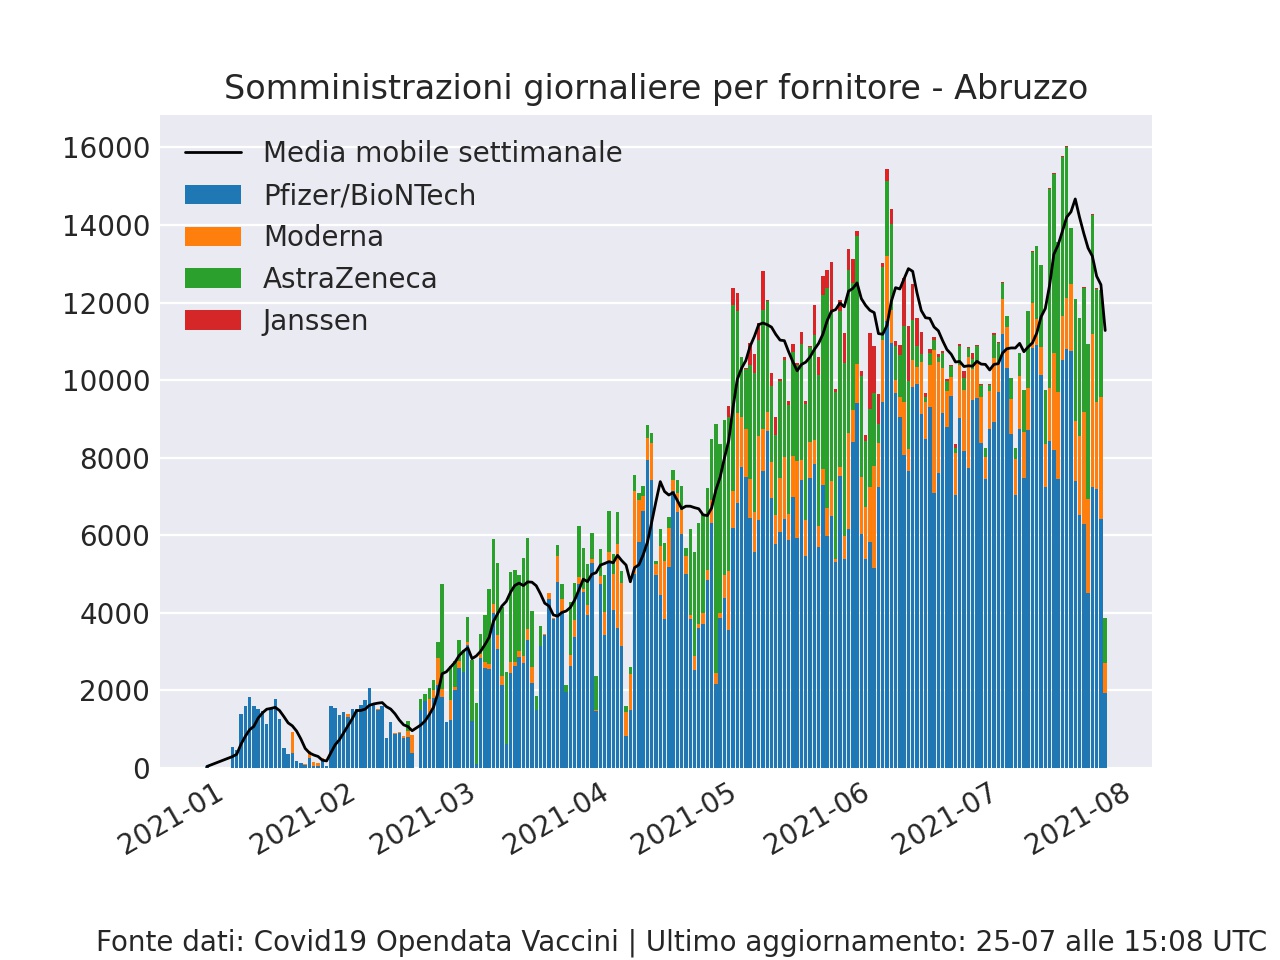 Somministrazioni giornaliere per fornitore - Abruzzo
16000
14000
12000
10000
8000
6000
4000
2000
0
Media mobile settimanale
Pfizer/BioNTech
Moderna
AstraZeneca
Janssen
2021-01
2021-02
2021-03
2021-04
2021-05
2021-06
2021-07
2021-08
Fonte dati: Covid19 Opendata Vaccini | Ultimo aggiornamento: 25-07 alle 15:08 UTC